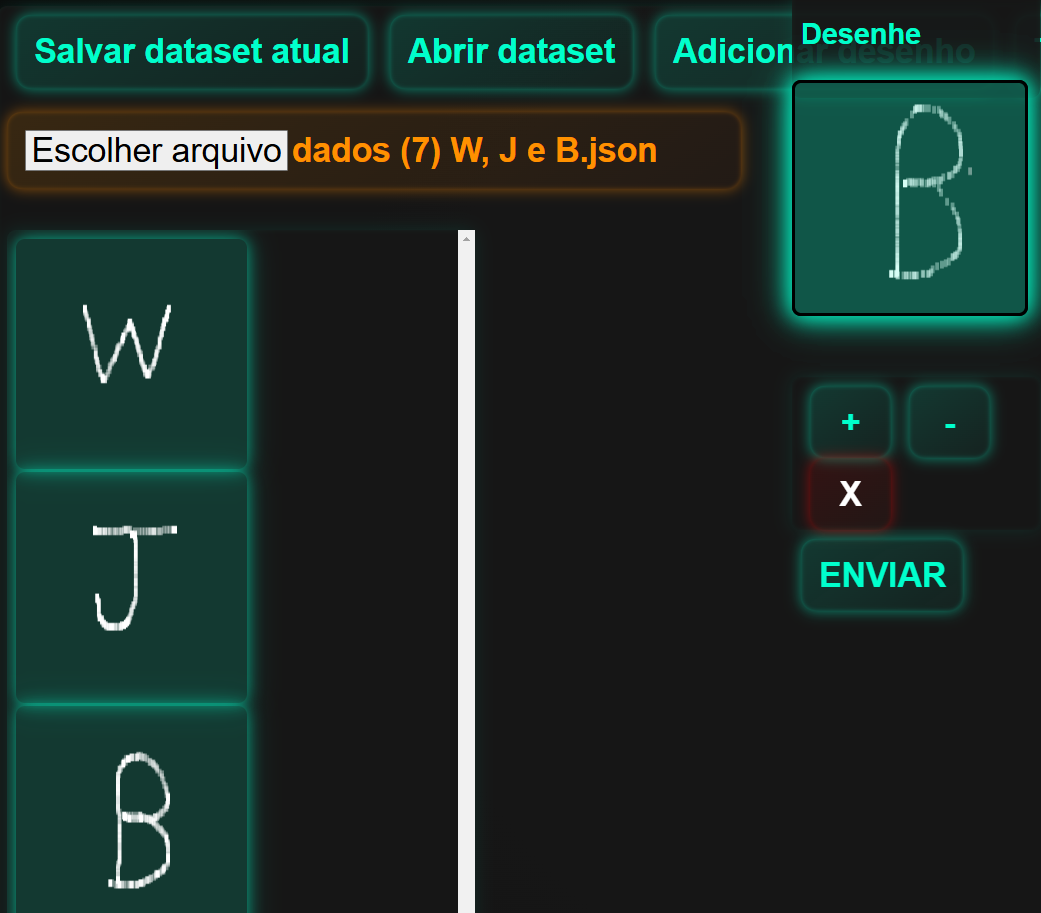 Salvar dataset atual Abrir dataset Adicionar desenho Desenhe
Escolher arquivo dados (7) W, J e B.json
B
W
J
B
+ -
X
ENVIAR